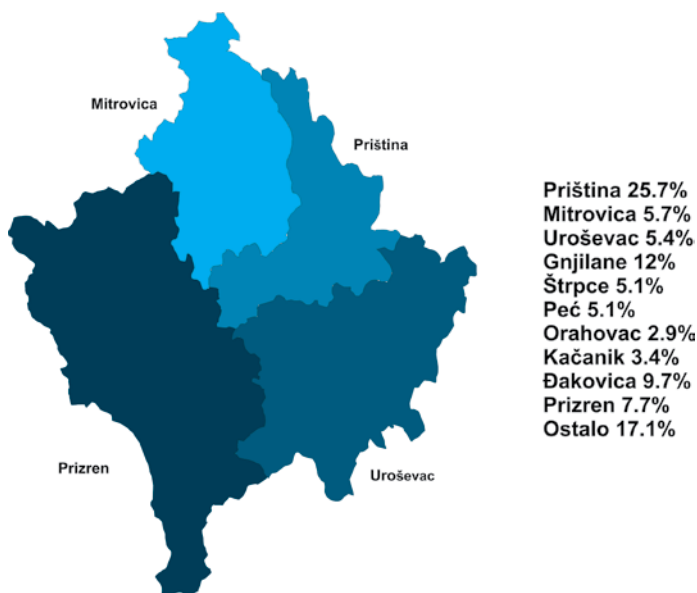 Mitrovica
Priština
Prizren
Uroševac
Priština 25.7%
Mitrovica 5.7%
Uroševac 5.4%
Gnjilane 12%
Štrpce 5.1%
Peć 5.1%
Orahovac 2.9%
Kačanik 3.4%
Đakovica 9.7%
Prizren 7.7%
Ostalo 17.1%